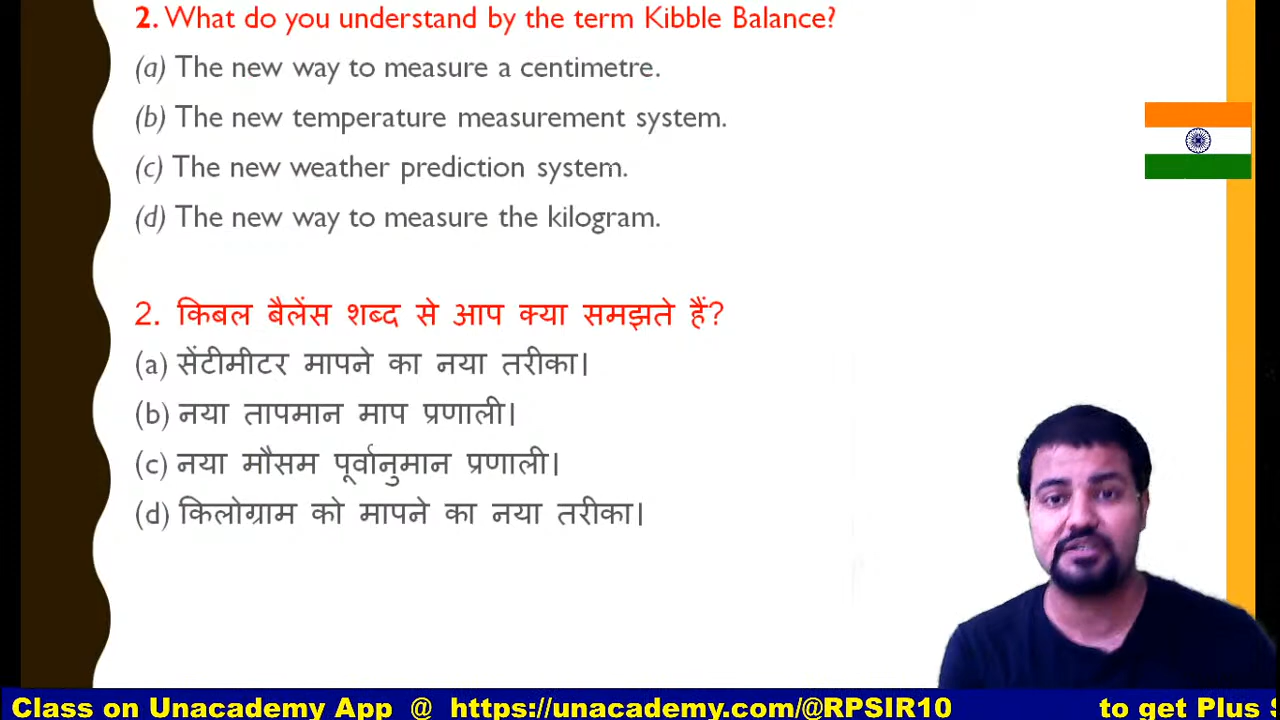 2. What do you understand by the term Kibble Balance?
(a) The new way to measure a centimetre.
(b) The new temperature measurement system.
(c) The new weather prediction system.
(d) The new way to measure the kilogram.
2. किबल बैलेंस शब्द से आप क्या समझते हैं?
(a) सेंटीमीटर मापने का नया तरीका।
(b) नया तापमान माप प्रणाली।
(c) नया मौसम पूर्वानुमान प्रणाली।
(d) किलोग्राम को मापने का नया तरीका।
Class on Unacademy App @ https://unacademy.com/@RPSIR10 to get Plus S